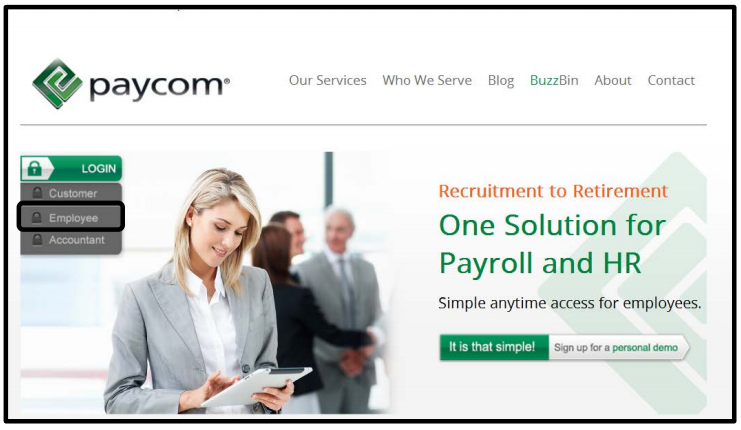 paycom®
Our Services Who We Serve Blog BuzzBin About Contact
LOGIN
Customer
Employee
Accountant
Recruitment to Retirement
One Solution for
Payroll and HR
Simple anytime access for employees.
It is that simple! Sign up for a personal demo